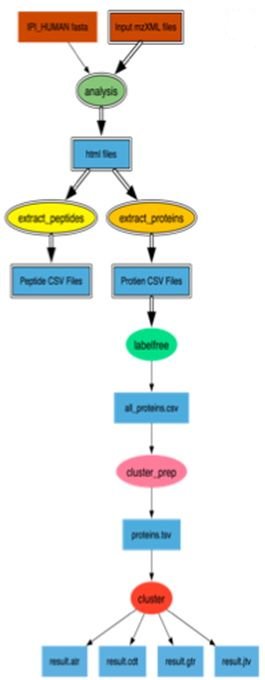 IPI_HUMAN fasta
Input mzXML files
analysis
html files
extract_peptides
extract_proteins
Peptide CSV Files
Protien CSV Files
labelfree
all_proteins.csv
cluster_prep
proteins.tsv
cluster
result.atr
result.cdt
result.gtr
result.jtv